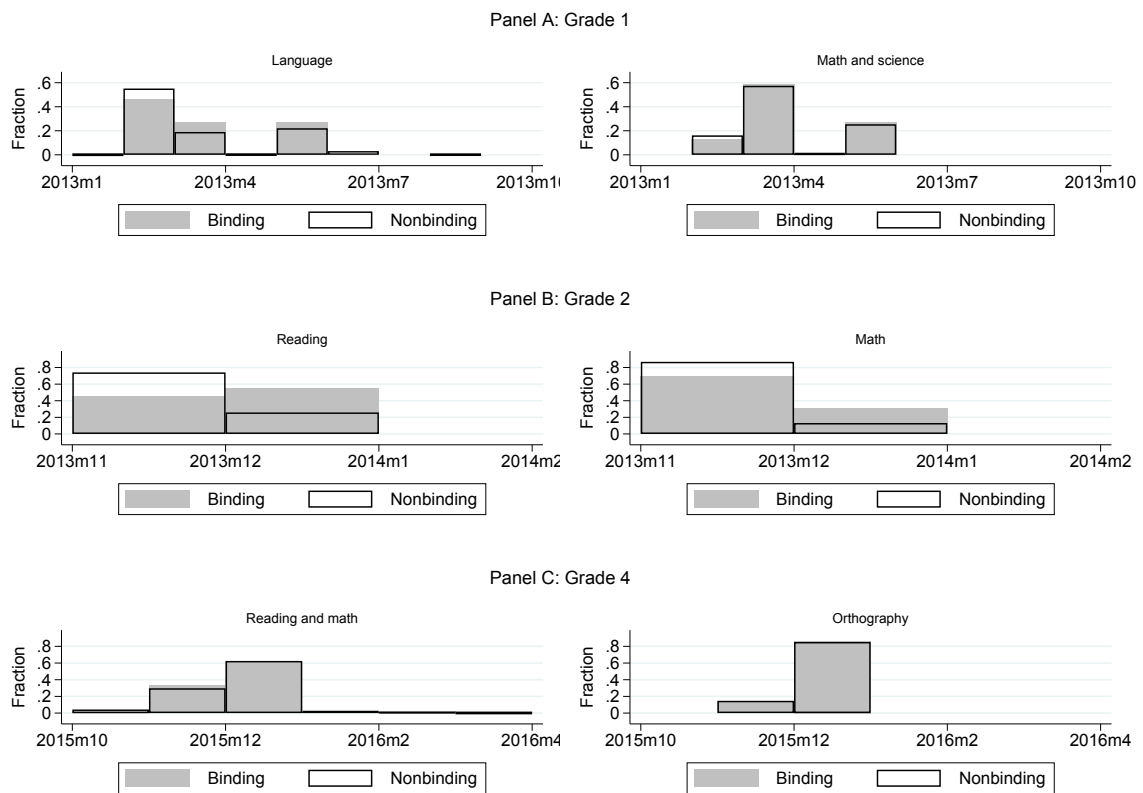 Panel A: Grade 1
Language
Fraction
.6
.4
.2
0
2013m1 2013m4 2013m7 2013m1(
Binding Nonbinding
Math and science
Fraction
.6
.4
.2
0
2013m1 2013m4 2013m7 2013m10
Binding Nonbinding
Panel B: Grade 2
Reading
Fraction
.8
.6
.4
.2
0
2013m11 2013m12 2014m1 2014m2
Binding Nonbinding
Math
Fraction
.8
.6
.4
.2
0
2013m11 2013m12 2014m1 2014m2
Binding Nonbinding
Panel C: Grade 4
Reading and math
Fraction
.8
.6
.4
.2
0
2015m10 2015m12 2016m2 2016m4
Binding Nonbinding
Orthography
Fraction
.8
.6
.4
.2
0
2015m10 2015m12 2016m2 2016m4
Binding Nonbinding